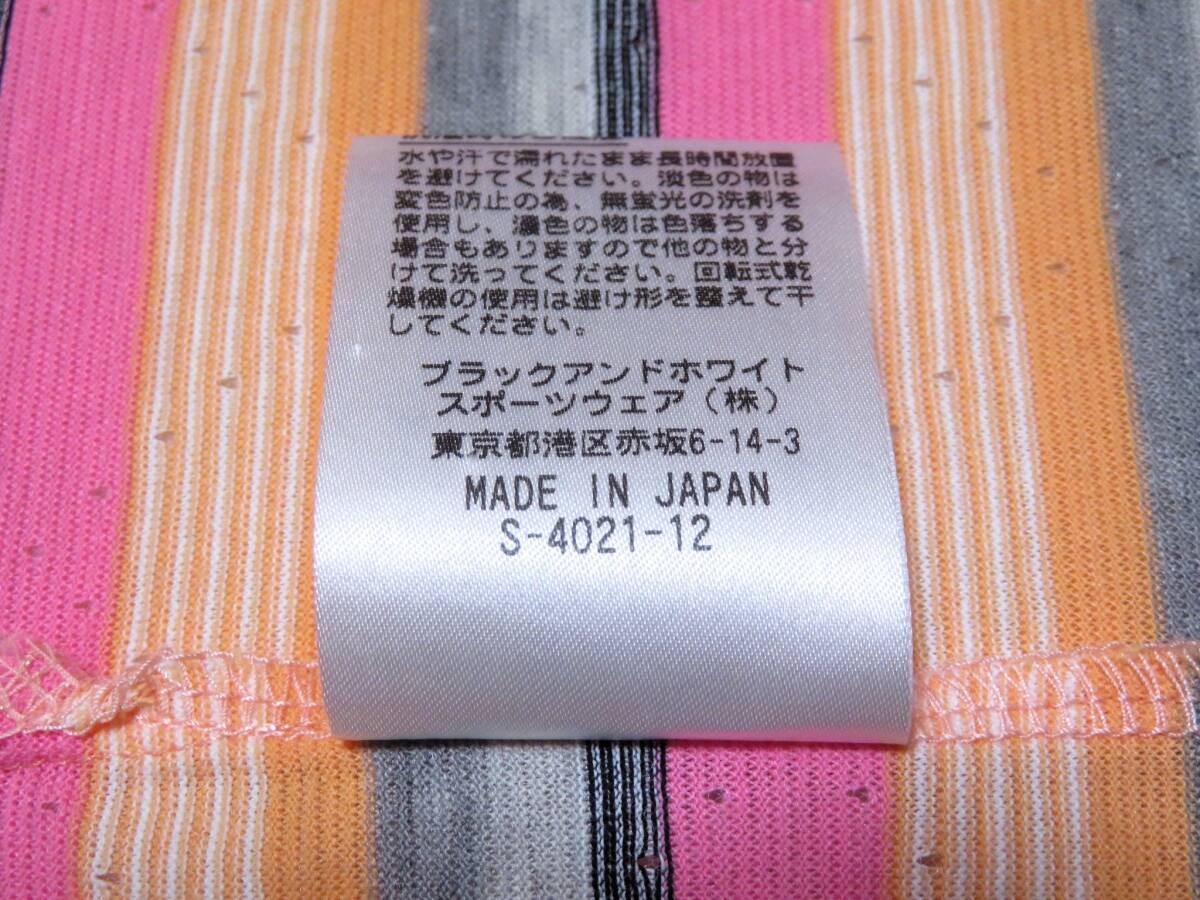 水や汗で濡れたまま長時間放置
を避けてください。淡色の物は
変色防止の為、無蛍光の洗剤を
使用し、濃色の物は色落ちする
場合もありますので他の物と分
けて洗ってください。回転式乾
燥機の使用は避け形を整えて干
してください。
ブラックアンドホワイト
スポーツウェア(株)
東京都港区赤坂6-14-3
MADE IN JAPAN
S-4021-12